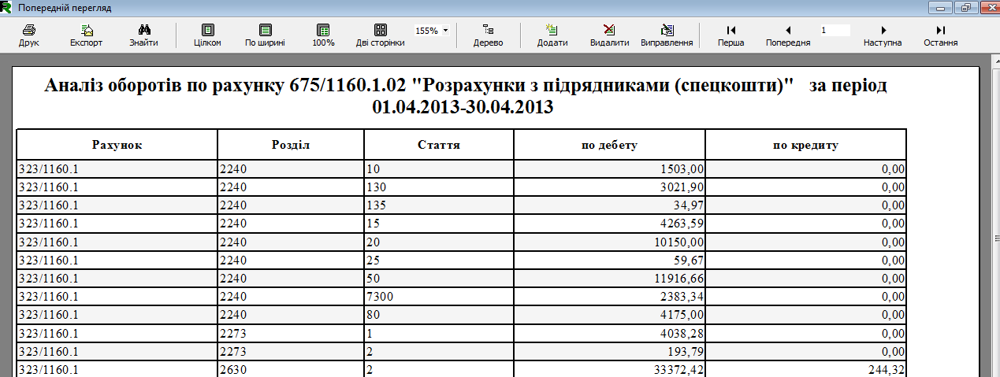 Попередній перегляд
Друк Експорт Знайти Цілком По ширині 100% Дві сторінки 155% Дерево Додати Видалити Виправлення Перша Попередня 1 Наступна Остання
Аналіз оборотів по рахунку 675/1160.1.02 "Розрахунки з підрядниками (спецкошти)" за період
01.04.2013-30.04.2013
Рахунок Розділ Стаття по дебету по кредиту
323/1160.1 2240 10 1503,00 0,00
323/1160.1 2240 130 3021,90 0,00
323/1160.1 2240 135 34,97 0,00
323/1160.1 2240 15 4263,59 0,00
323/1160.1 2240 20 10150,00 0,00
323/1160.1 2240 25 59,67 0,00
323/1160.1 2240 50 11916,66 0,00
323/1160.1 2240 7300 2383,34 0,00
323/1160.1 2240 80 4175,00 0,00
323/1160.1 2273 1 4038,28 0,00
323/1160.1 2273 2 193,79 0,00
323/1160.1 2630 2 33372,42 244,32